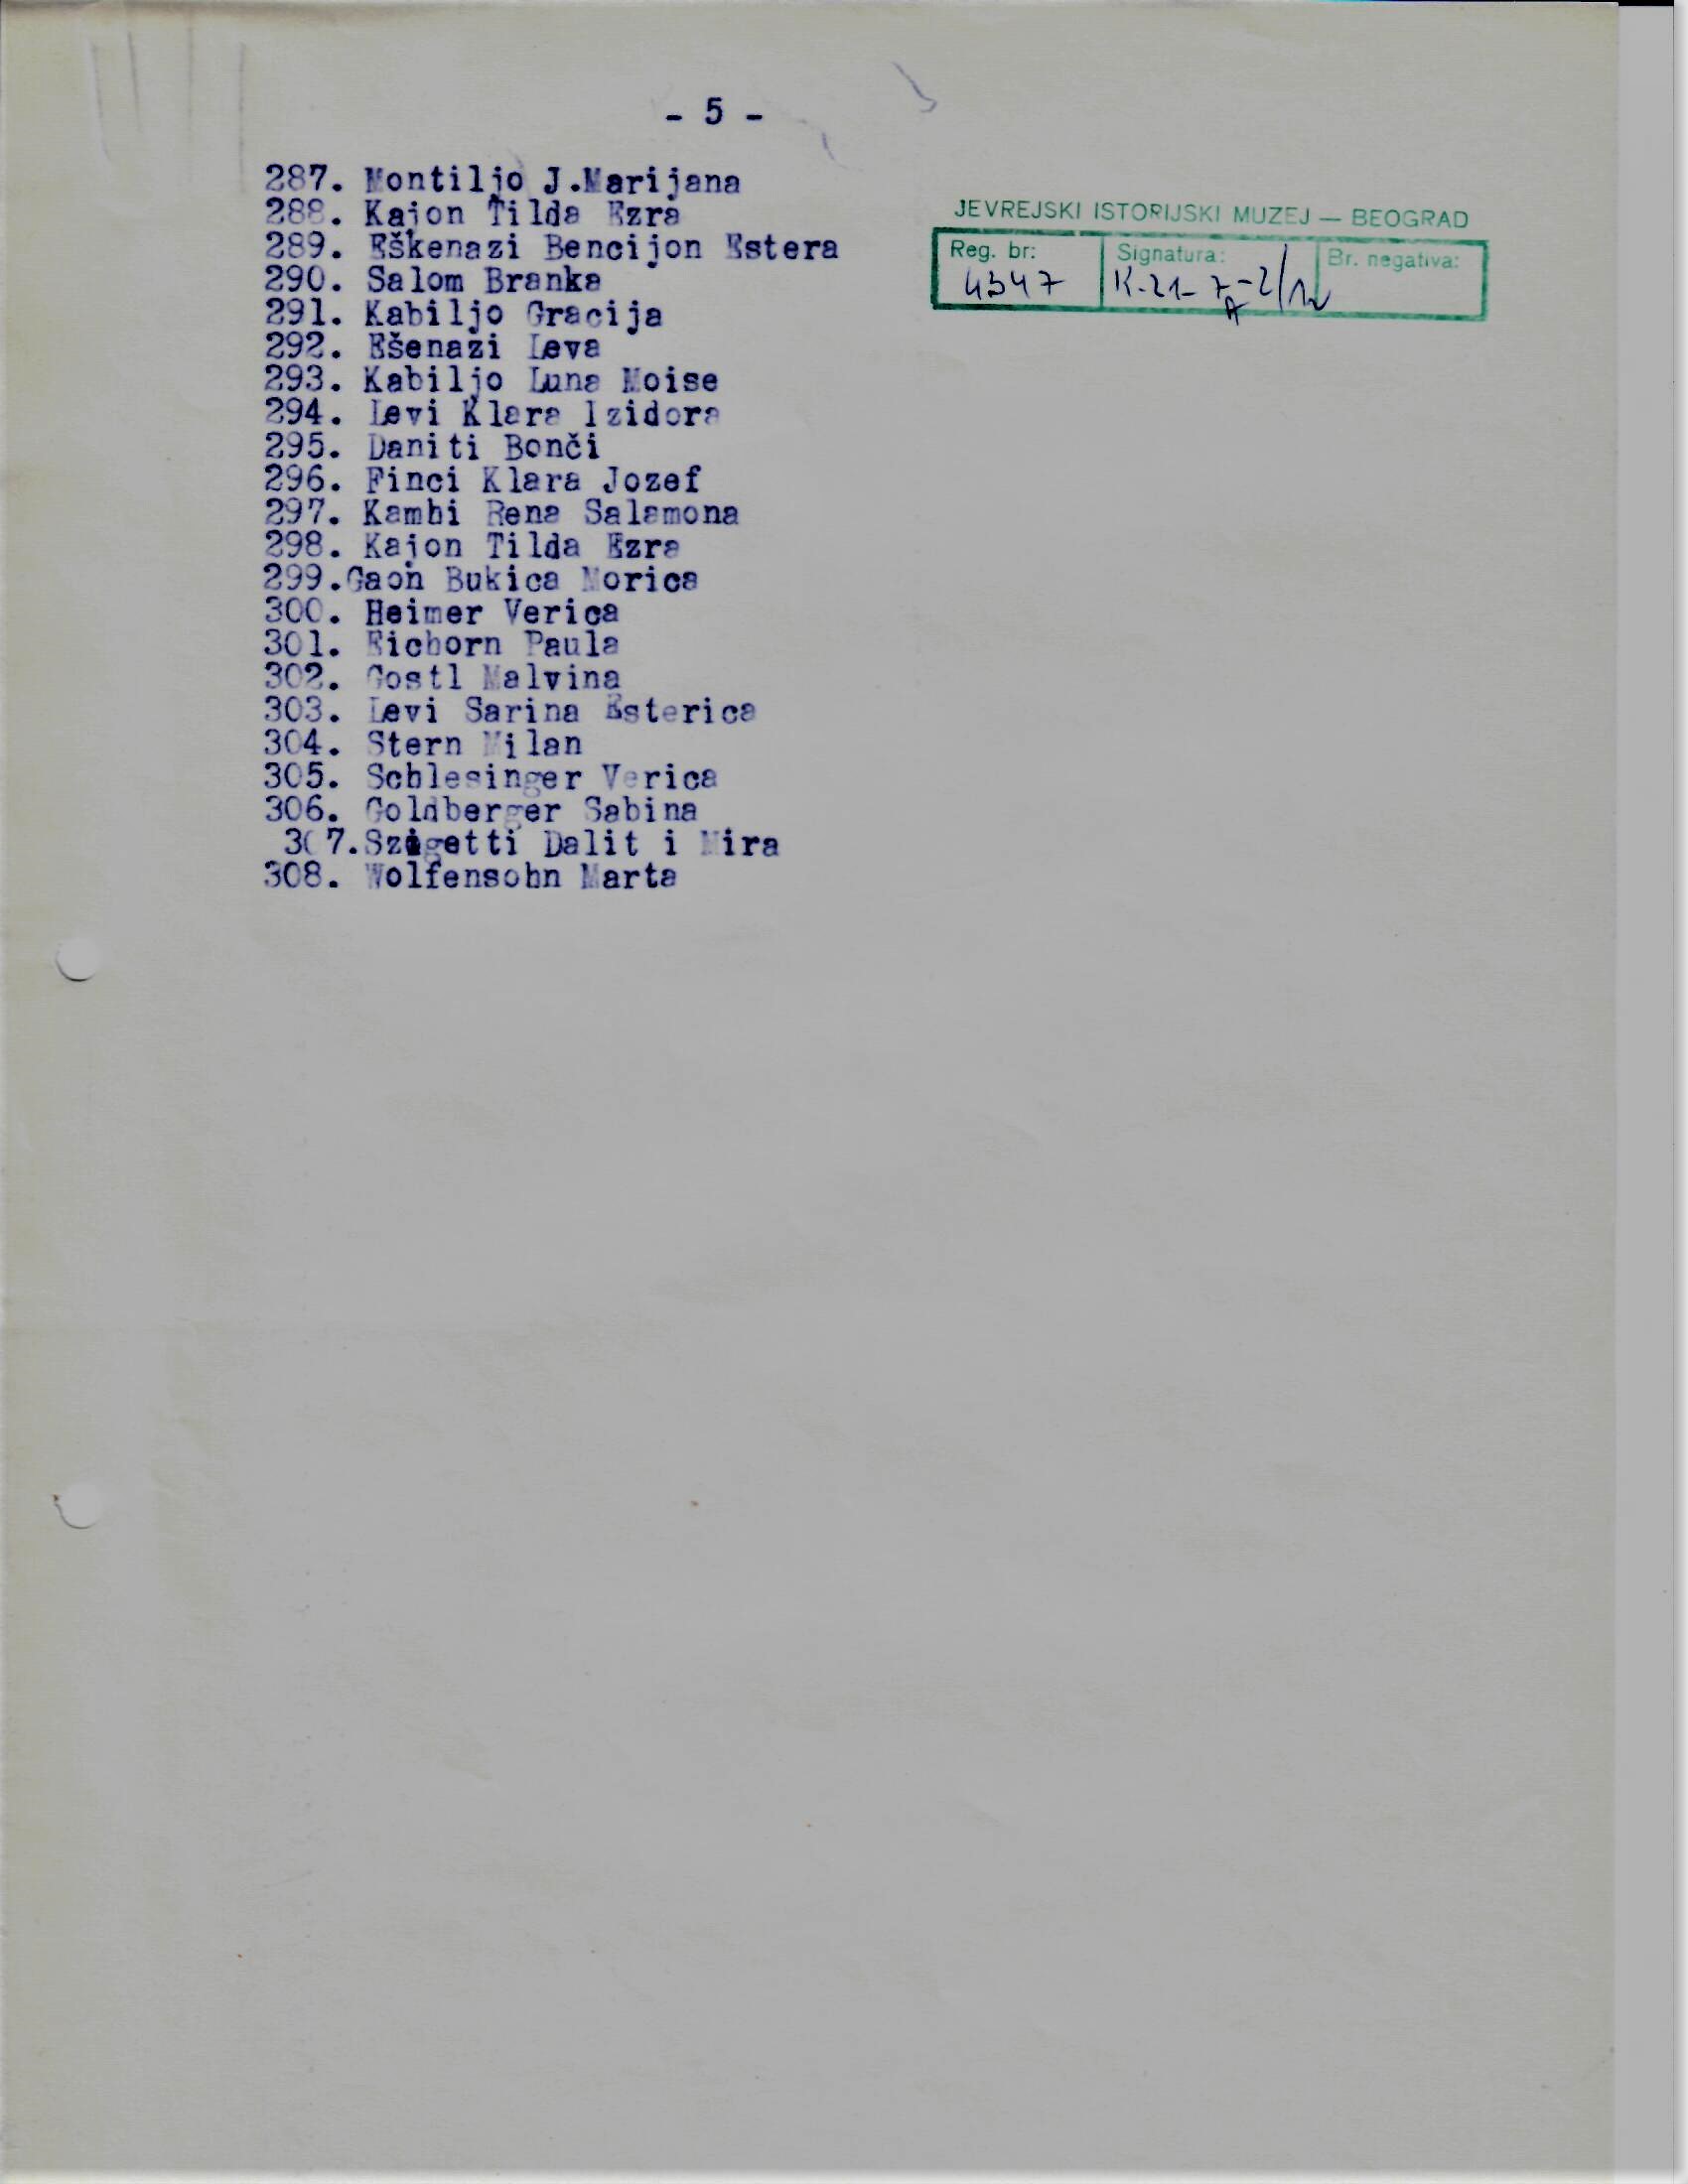 - 5 -
287. Montiljo J.Marijana
288. Kajon Tilda Ezra
289. Eškenazi Bencijon Estera
290. Salom Branka
291. Kabiljo Gracija
292. Ešenazi Leva
293. Kabiljo Luna Moise
294. Levi Klara Izidora
295. Daniti Bonči
296. Finci Klara Jozef
297. Kamhi Rena Salamona
298. Kajon Tilda Ezra
299.Gaon Bukica Morica
300. Heimer Verica
301. Eichorn Paula
302. Gostl Malvina
303. Levi Sarina Esterica
304. Stern Milan
305. Schlesinger Verica
306. Goldberger Sabina
307.Szigetti Dalit i Mira
308. Wolfensohn Marta
JEVREJSKI ISTORIJSKI MUZEJ — BEOGRAD
Reg. br: Signatura: Br. negativa:
4347 K-21-7-2/1
A